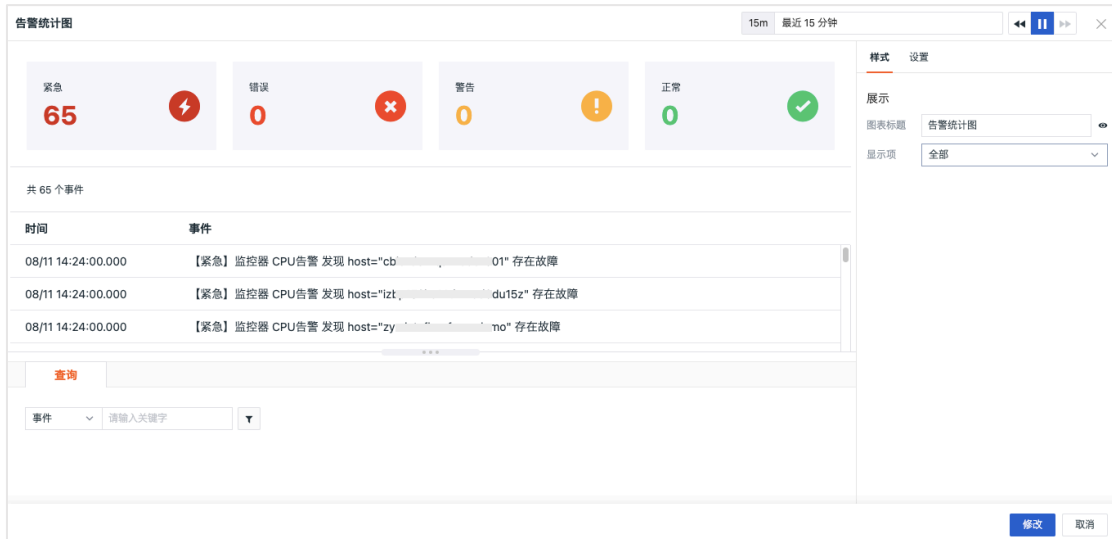 告警统计图
15m 最近 15 分钟
样式 设置
紧急
65
错误
0
警告
0
正常
0
展示
图表标题 告警统计图
显示项 全部
共 65 个事件
时间 事件
08/11 14:24:00.000 【紧急】监控器 CPU告警 发现 host="cb 01" 存在故障
08/11 14:24:00.000 【紧急】监控器 CPU告警 发现 host="izb du15z" 存在故障
08/11 14:24:00.000 【紧急】监控器 CPU告警 发现 host="zy mo" 存在故障
查询
事件 请输入关键字
修改 取消